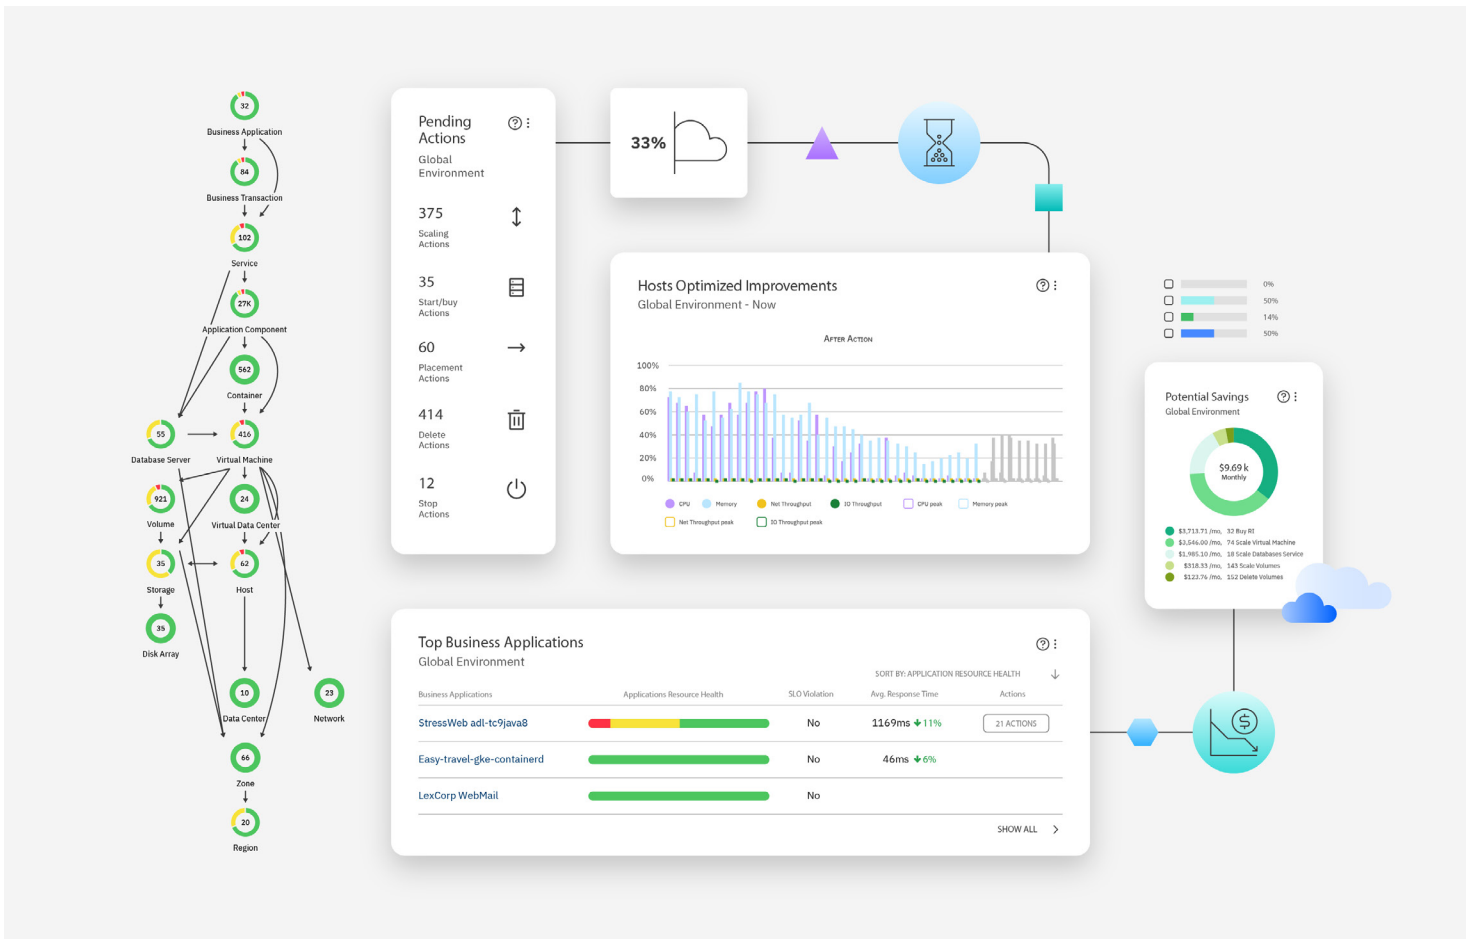 32
Business Application
84
Business Transaction
102
Service
27K
Application Component
562
Container
55
416
Database Server
Virtual Machine
921
24
Volume
Virtual Data Center
35
62
Storage
Host
35
Disk Array
10
23
Data Center
Network
66
Zone
20
Region
Pending
Actions
Global
Environment
375
Scaling
Actions
35
Start/buy
Actions
60
Placement
Actions
414
Delete
Actions
12
Stop
Actions
33%
Hosts Optimized Improvements
Global Environment - Now
After Action
100%
80%
60%
40%
20%
0%
CPU
Memory
Net Throughput
IO Throughput
CPU peak
Memory peak
Net Throughput peak
IO Throughput peak
0%
50%
14%
50%
Potential Savings
Global Environment
$9.69 k
Monthly
$3,713.71 /mo, 32 Buy RI
$3,546.00 /mo, 74 Scale Virtual Machine
$1,985.10 /mo, 18 Scale Databases Service
$318.33 /mo, 143 Scale Volumes
$123.76 /mo, 152 Delete Volumes
Top Business Applications
Global Environment
SORT BY: APPLICATION RESOURCE HEALTH
Business Applications Applications Resource Health SLO Violation Avg. Response Time Actions
StressWeb adl-tc9java8 No 1169ms 11% 21 ACTIONS
Easy-travel-gke-containerd No 46ms 6%
LexCorp WebMail No
SHOW ALL